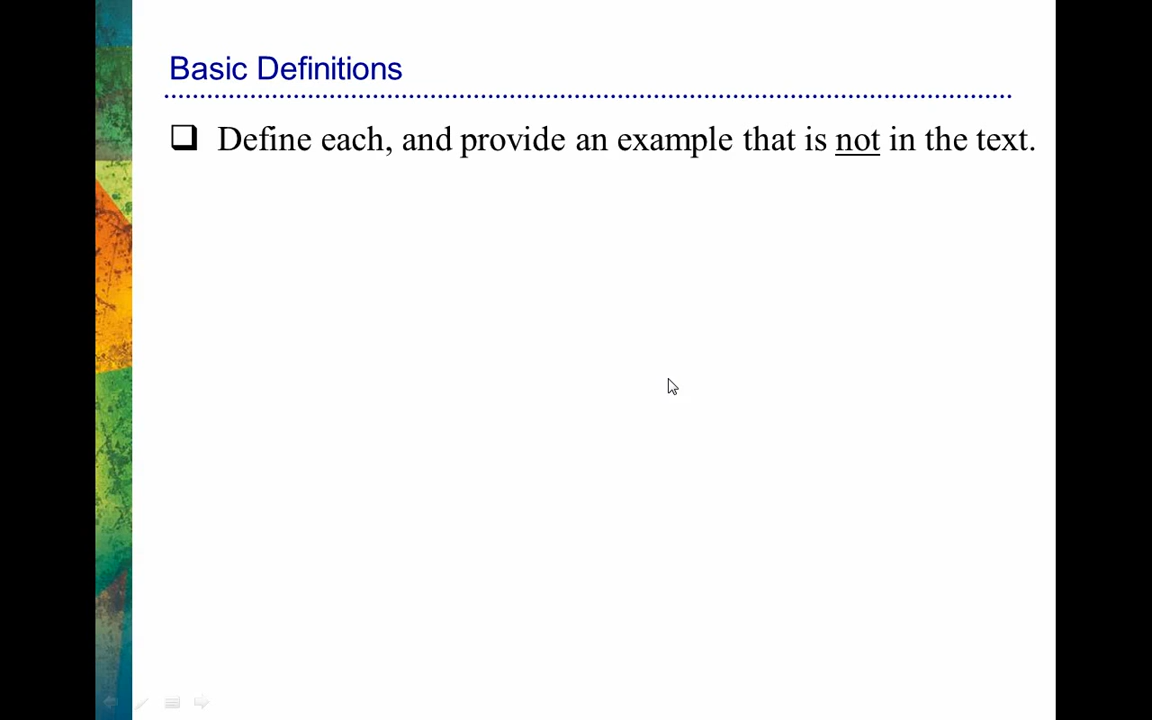 Basic Definitions
Define each, and provide an example that is not in the text.